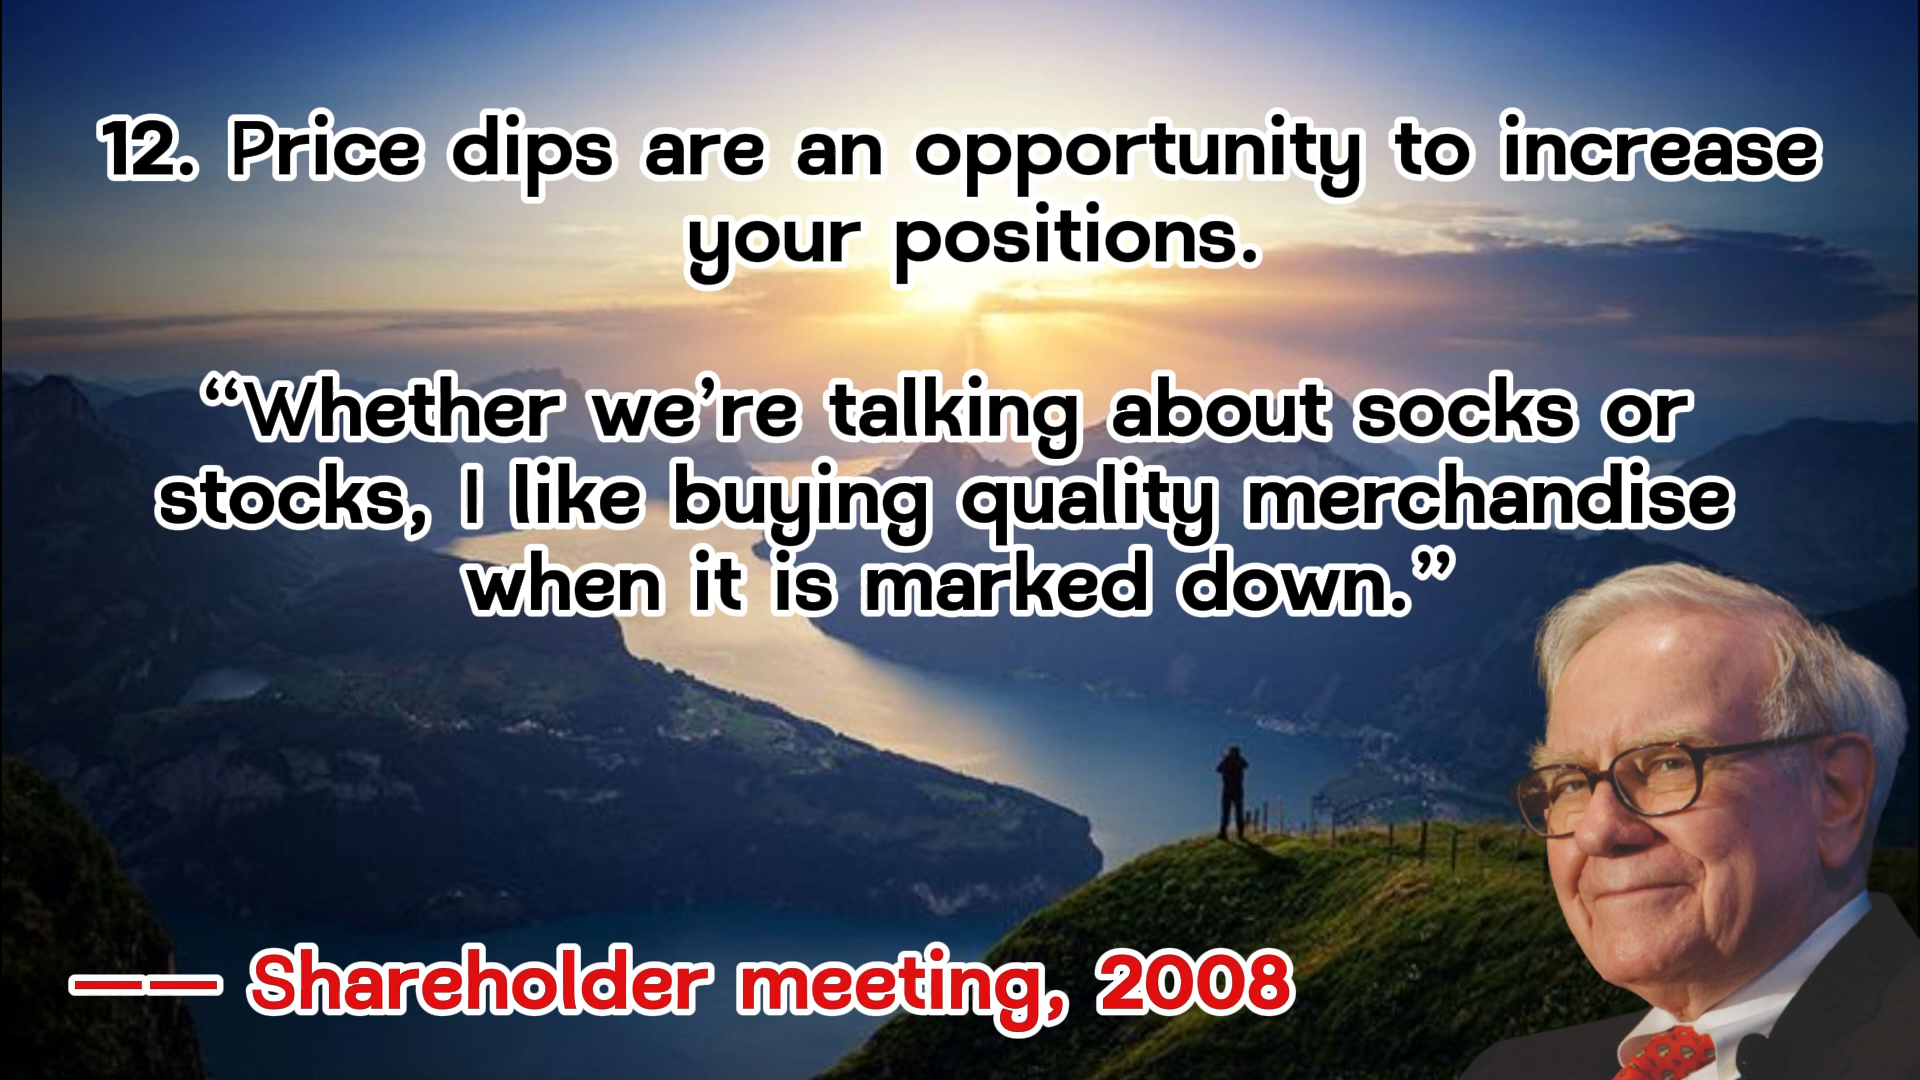 12. Price dips are an opportunity to increase
your positions.
“Whether we’re talking about socks or
stocks, I like buying quality merchandise
when it is marked down.”
—— Shareholder meeting, 2008